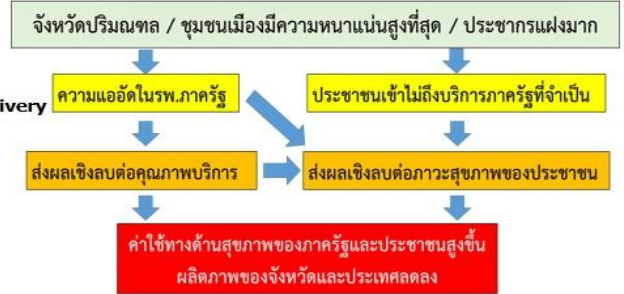 จังหวัดปริมณฑล / ชุมชนเมืองมีความหนาแน่นสูงที่สุด / ประชากรแฝงมาก
ivery
ความแออัดในรพ.ภาครัฐ
ประชาชนเข้าไม่ถึงบริการภาครัฐที่จำเป็น
ส่งผลเชิงลบต่อคุณภาพบริการ
ส่งผลเชิงลบต่อภาวะสุขภาพของประชาชน
ค่าใช้ทางด้านสุขภาพของภาครัฐและประชาชนสูงขึ้น
ผลิตภาพของจังหวัดและประเทศลดลง